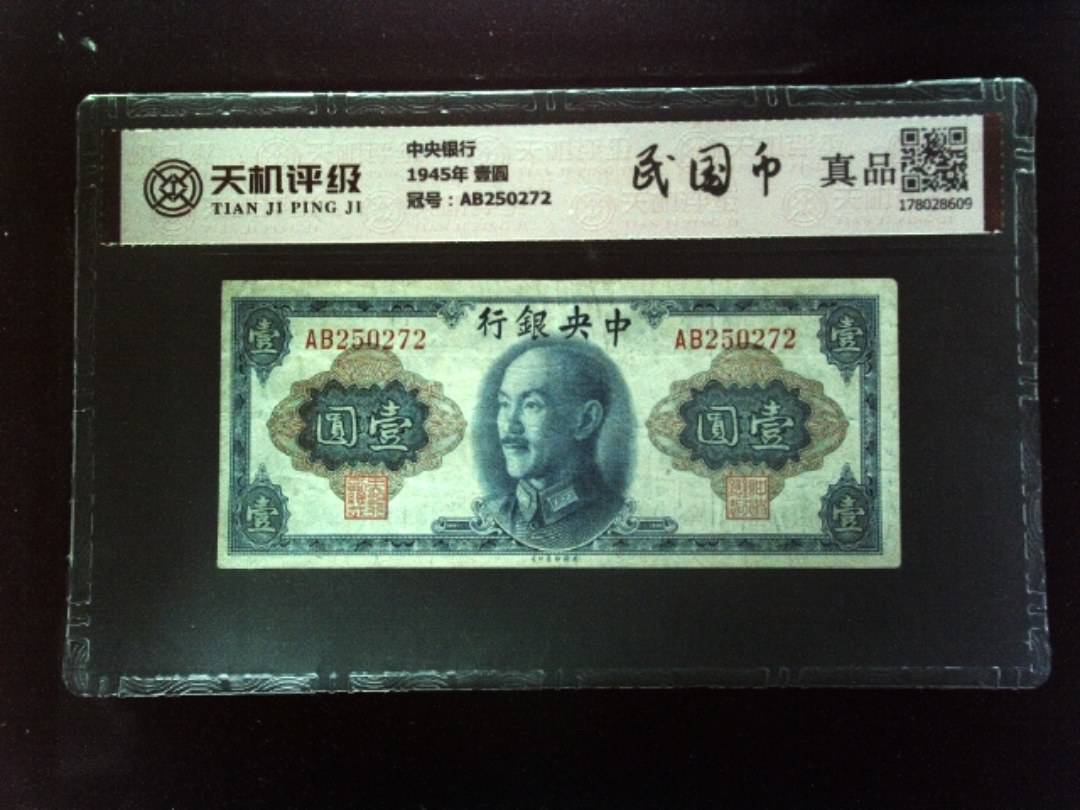 天机评级
TIAN JI PING JI
中央银行
1945年 壹圆
冠号：AB250272
民国币
真品
178028609
行銀央中
AB250272
AB250272
壹
壹
圓壹
圓壹
壹
壹